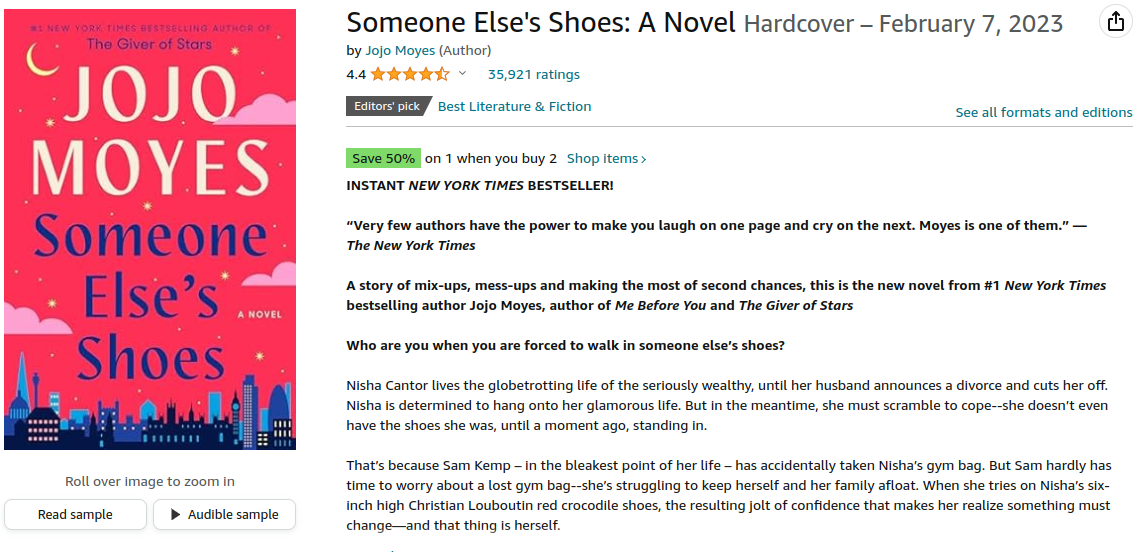 #1 NEW YORK TIMES BESTSELLING AUTHOR OF
The Giver of Stars
JOJO
MOYES
Someone
Else's
A NOVEL
Shoes
Roll over image to zoom in
Read sample
Audible sample
Someone Else's Shoes: A Novel Hardcover – February 7, 2023
by Jojo Moyes (Author)
4.4
35,921 ratings
Editors' pick
Best Literature & Fiction
See all formats and editions
Save 50% on 1 when you buy 2 Shop items ›
INSTANT NEW YORK TIMES BESTSELLER!
“Very few authors have the power to make you laugh on one page and cry on the next. Moyes is one of them.” —
The New York Times
A story of mix-ups, mess-ups and making the most of second chances, this is the new novel from #1 New York Times
bestselling author Jojo Moyes, author of Me Before You and The Giver of Stars
Who are you when you are forced to walk in someone else’s shoes?
Nisha Cantor lives the globetrotting life of the seriously wealthy, until her husband announces a divorce and cuts her off.
Nisha is determined to hang onto her glamorous life. But in the meantime, she must scramble to cope--she doesn’t even
have the shoes she was, until a moment ago, standing in.
That’s because Sam Kemp – in the bleakest point of her life – has accidentally taken Nisha’s gym bag. But Sam hardly has
time to worry about a lost gym bag--she’s struggling to keep herself and her family afloat. When she tries on Nisha’s six-
inch high Christian Louboutin red crocodile shoes, the resulting jolt of confidence that makes her realize something must
change—and that thing is herself.